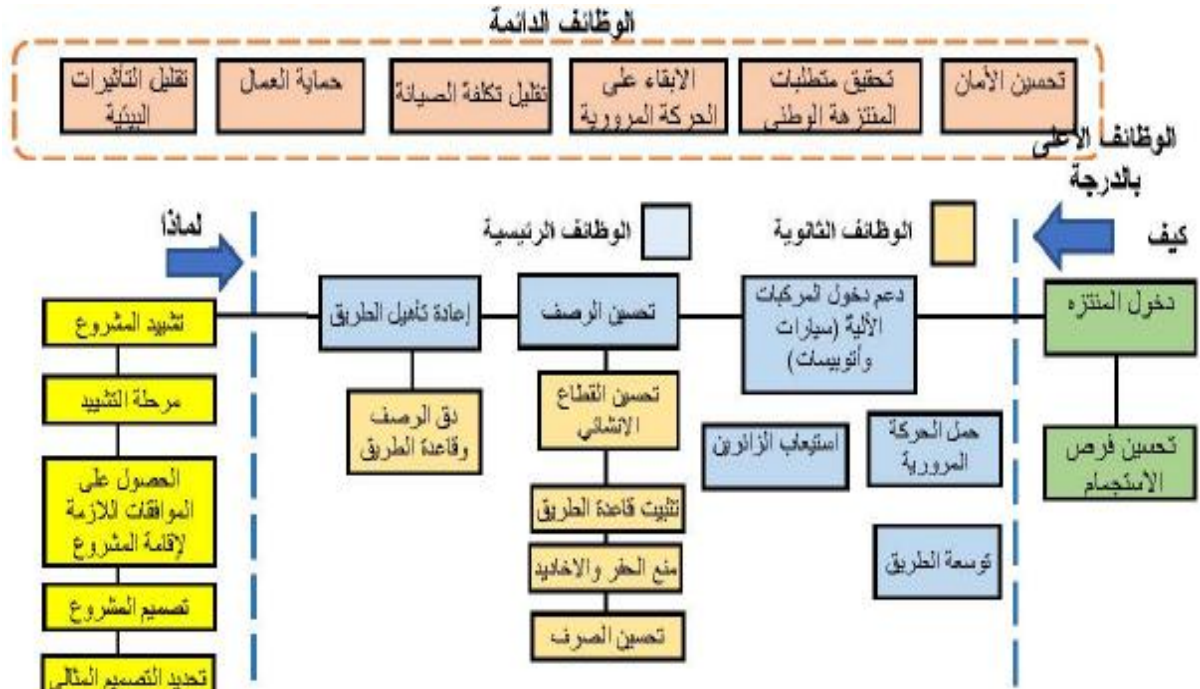 الوظائف الدائمة
تحسين الأمان
تحقيق متطلبات
المنتزهة الوطني
الابقاء على
الحركة المرورية
تقليل تكلفة الصيانة
حماية العمال
تقليل التأثيرات
البيئية
الوظائف الأعلى
بالدرجة
كيف
الوظائف الثانوية
الوظائف الرئيسية
لماذا
دخول المنتزه
دعم دخول المركبات
الألية (سيارات
وأتوبيسات)
تحسين الرصف
إعادة تأهيل الطريق
تشييد المشروع
تحسين فرص
الاستجمام
حمل الحركة
المرورية
استيعاب الزائرين
توسعة الطريق
تحسين القطاع
الانشائي
تثبيت قاعدة الطريق
منع الحفر والاخاديد
تحسين الصرف
دق الرصف
وقاعدة الطريق
مرحلة التشييد
الحصول على
الموافقات اللازمة
لإقامة المشروع
تصميم المشروع
تحديد التصميم المثالي